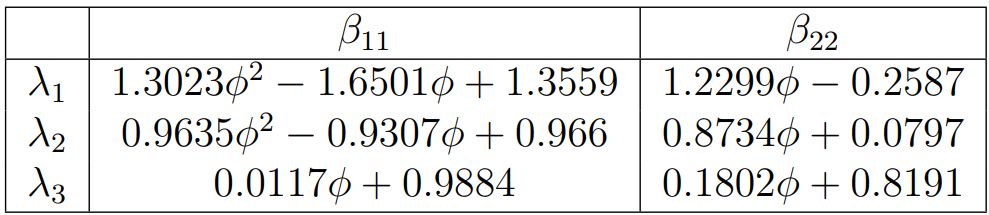 β₁₁ β₂₂
λ₁ 1.3023ϕ² − 1.6501ϕ + 1.3559 1.2299ϕ − 0.2587
λ₂ 0.9635ϕ² − 0.9307ϕ + 0.966 0.8734ϕ + 0.0797
λ₃ 0.0117ϕ + 0.9884 0.1802ϕ + 0.8191